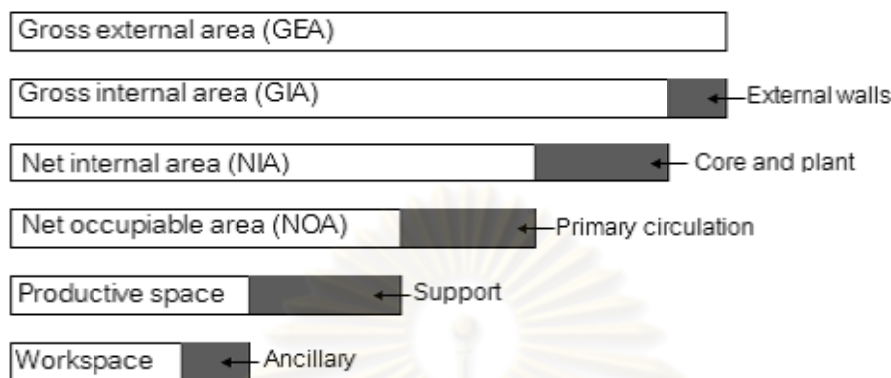 Gross external area (GEA)
Gross internal area (GIA)
External walls
Net internal area (NIA)
Core and plant
Net occupiable area (NOA)
Primary circulation
Productive space
Support
Workspace
Ancillary